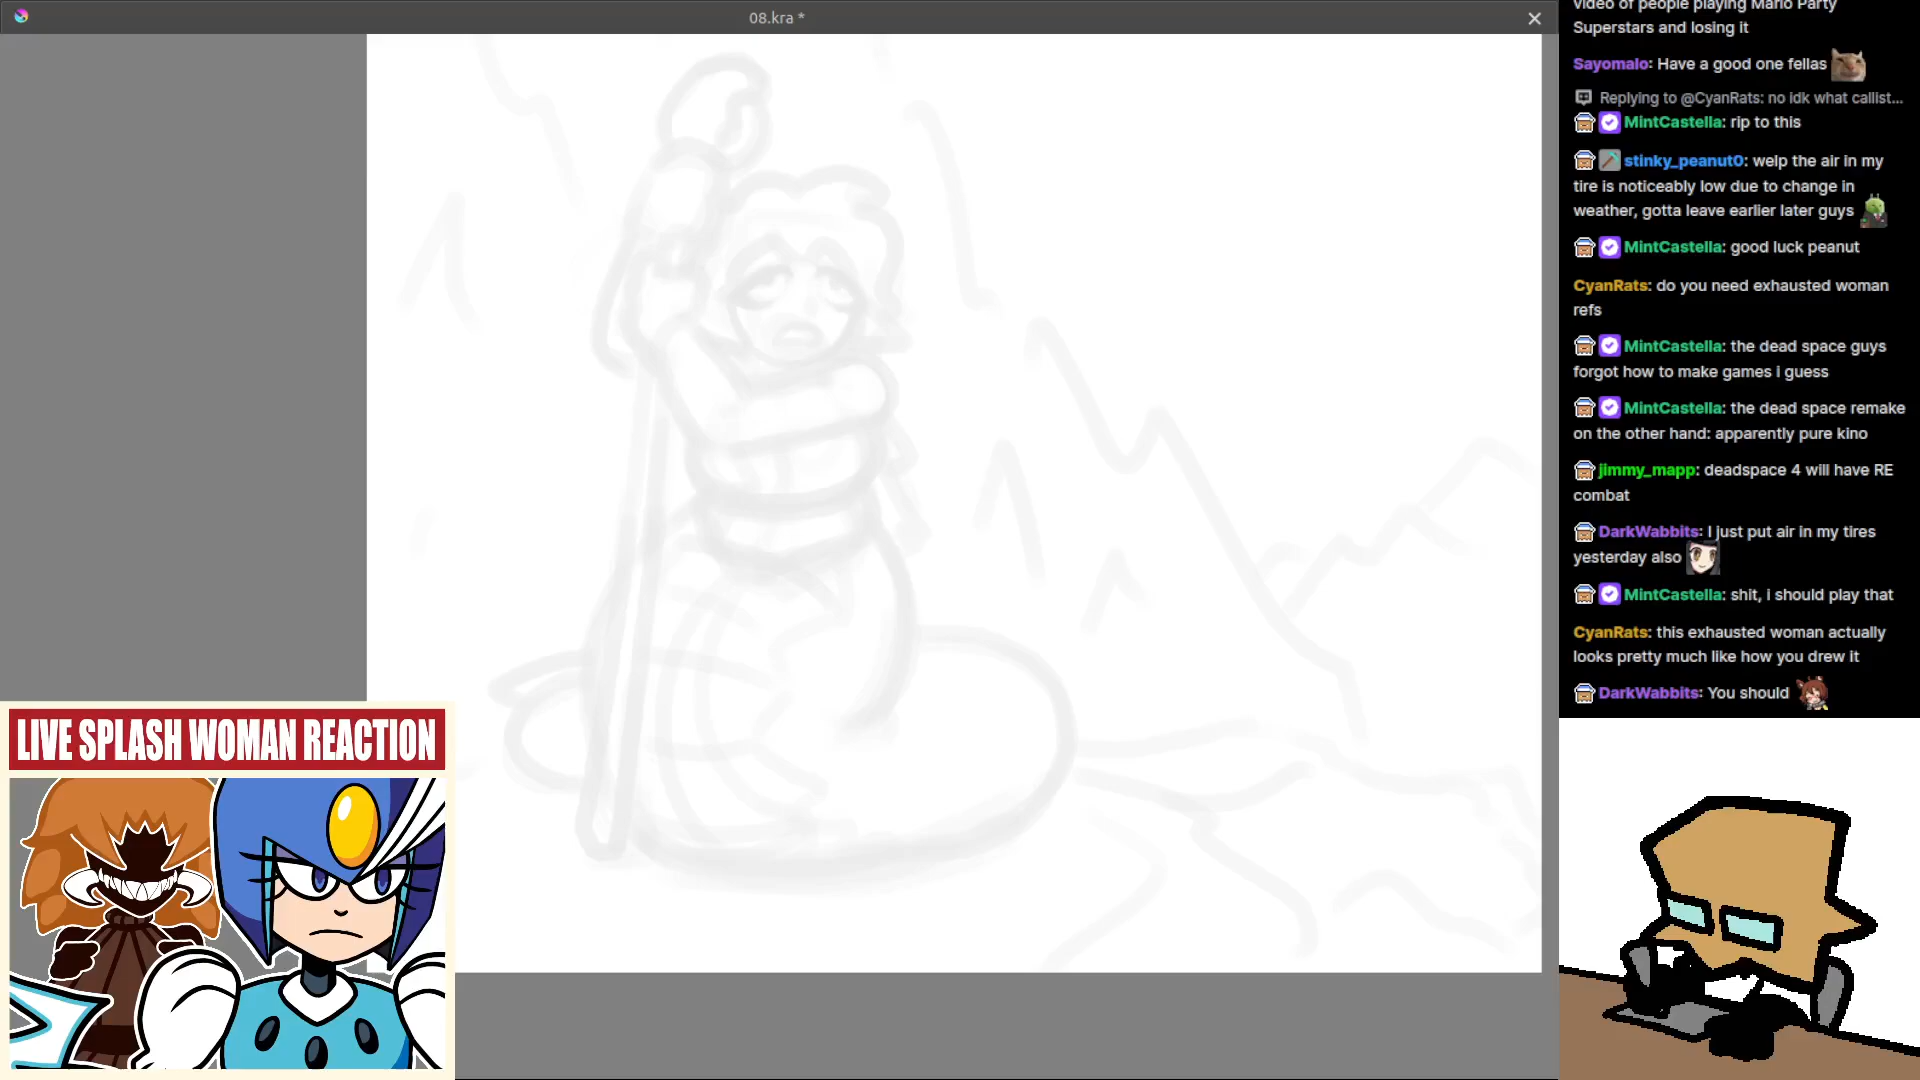 08.kra *
video of people playing Mario Party
Superstars and losing it
Sayomalo: Have a good one fellas
Replying to @CyanRats: no idk what callist...
MintCastella: rip to this
stinky_peanut0: welp the air in my
tire is noticeably low due to change in
weather, gotta leave earlier later guys
MintCastella: good luck peanut
CyanRats: do you need exhausted woman
refs
MintCastella: the dead space guys
forgot how to make games i guess
MintCastella: the dead space remake
on the other hand: apparently pure kino
jimmy_mapp: deadspace 4 will have RE
combat
DarkWabbits: I just put air in my tires
yesterday also
MintCastella: shit, i should play that
CyanRats: this exhausted woman actually
looks pretty much like how you drew it
DarkWabbits: You should
LIVE SPLASH WOMAN REACTION